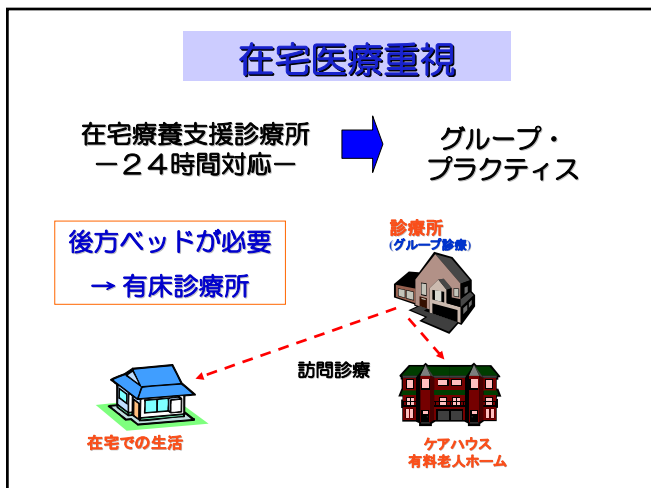 在宅医療重視
在宅療養支援診療所
－２４時間対応－
グループ・
プラクティス
後方ベッドが必要
→ 有床診療所
診療所
(グループ診療)
訪問診療
在宅での生活
ケアハウス
有料老人ホーム